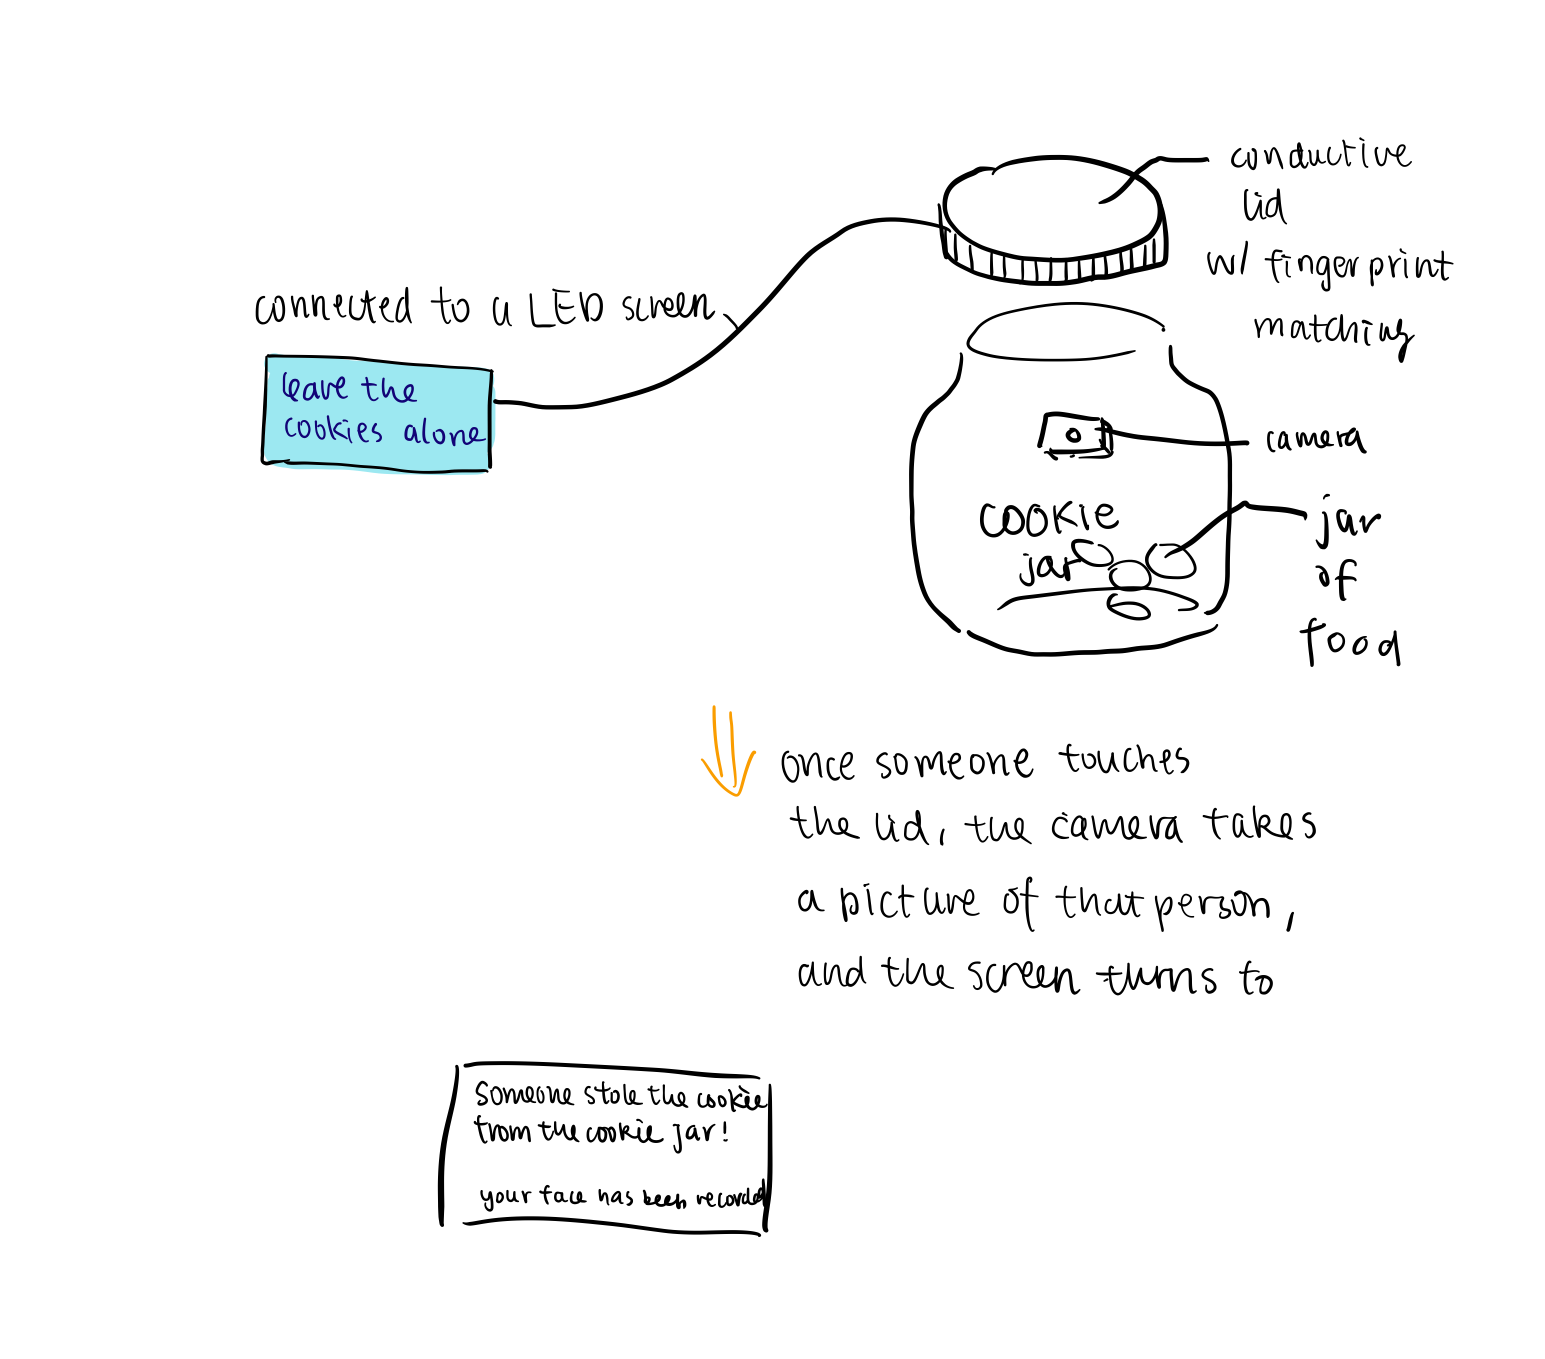 conductive
lid
w/ fingerprint
matching
connected to a LED screen
leave the
cookies alone
camera
cookie
jar
jar
of
food
once someone touches
the lid, the camera takes
a picture of that person,
and the screen turns to
Someone stole the cookie
from the cookie jar!
your face has been recorded